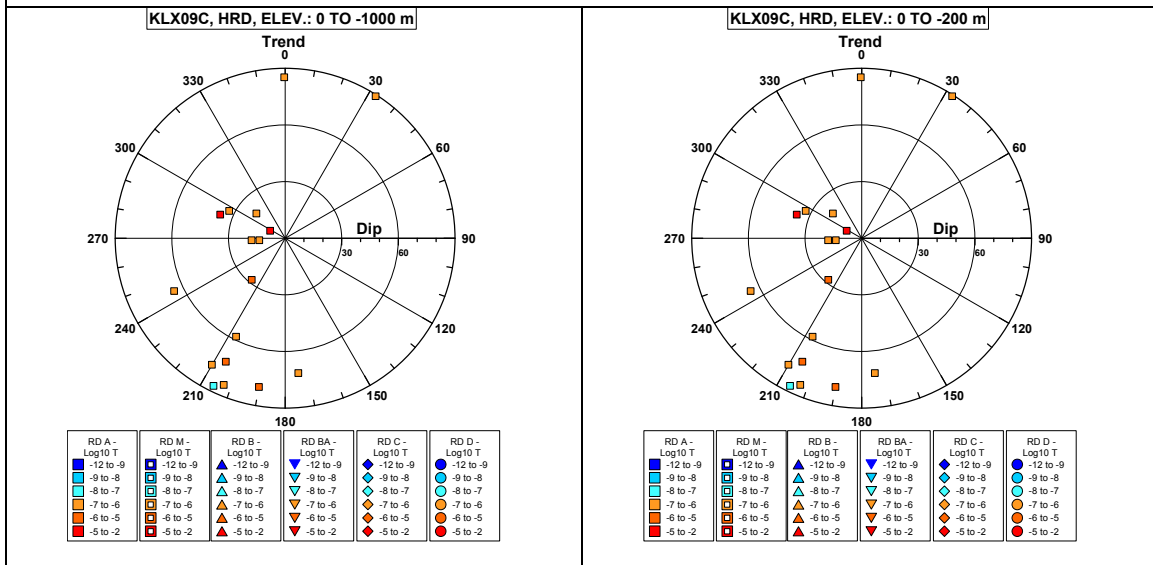 KLX09C, HRD, ELEV.: 0 TO -1000 m
Trend
0
330 30
300 60
Dip
270 30 60 90
240 120
210 150
180
RD A - RD M - RD B - RD BA - RD C - RD D -
Log10 T Log10 T Log10 T Log10 T Log10 T Log10 T
-12 to -9 -12 to -9 -12 to -9 -12 to -9 -12 to -9 -12 to -9
-9 to -8 -9 to -8 -9 to -8 -9 to -8 -9 to -8 -9 to -8
-8 to -7 -8 to -7 -8 to -7 -8 to -7 -8 to -7 -8 to -7
-7 to -6 -7 to -6 -7 to -6 -7 to -6 -7 to -6 -7 to -6
-6 to -5 -6 to -5 -6 to -5 -6 to -5 -6 to -5 -6 to -5
-5 to -2 -5 to -2 -5 to -2 -5 to -2 -5 to -2 -5 to -2
KLX09C, HRD, ELEV.: 0 TO -200 m
Trend
0
330 30
300 60
Dip
270 30 60 90
240 120
210 150
180
RD A - RD M - RD B - RD BA - RD C - RD D -
Log10 T Log10 T Log10 T Log10 T Log10 T Log10 T
-12 to -9 -12 to -9 -12 to -9 -12 to -9 -12 to -9 -12 to -9
-9 to -8 -9 to -8 -9 to -8 -9 to -8 -9 to -8 -9 to -8
-8 to -7 -8 to -7 -8 to -7 -8 to -7 -8 to -7 -8 to -7
-7 to -6 -7 to -6 -7 to -6 -7 to -6 -7 to -6 -7 to -6
-6 to -5 -6 to -5 -6 to -5 -6 to -5 -6 to -5 -6 to -5
-5 to -2 -5 to -2 -5 to -2 -5 to -2 -5 to -2 -5 to -2